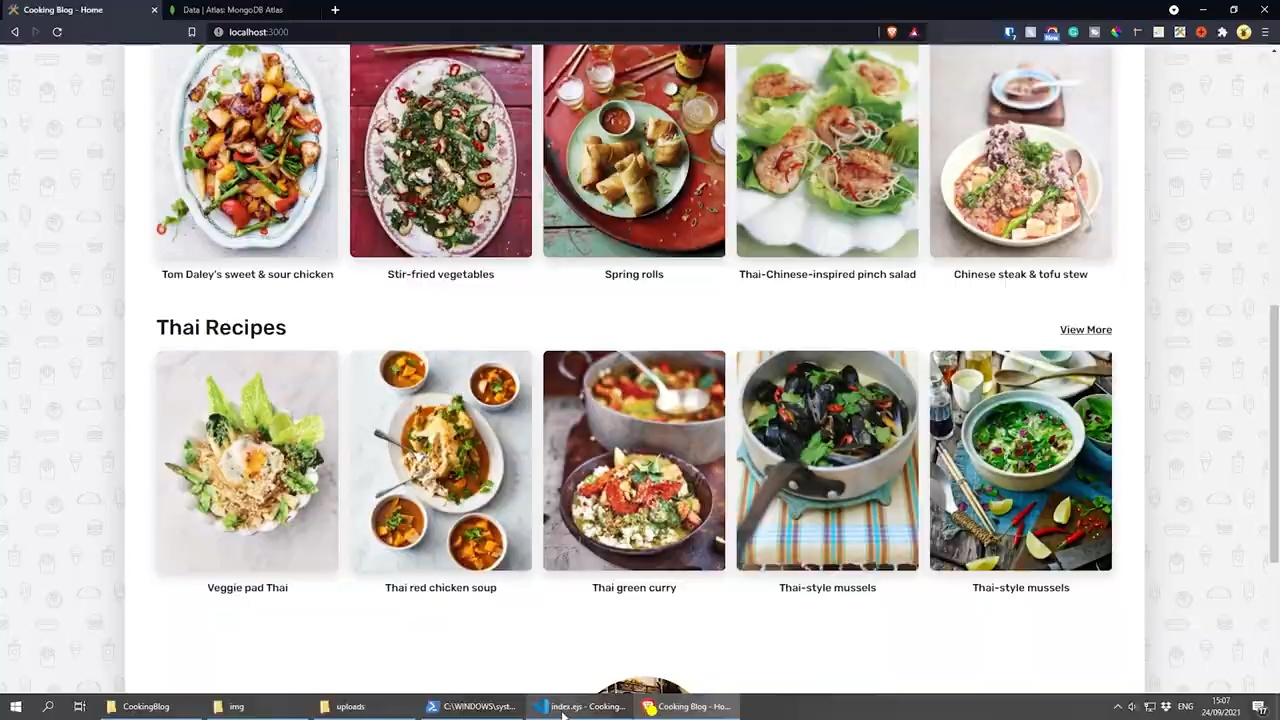 Cooking Blog - Home
Data | Atlas: MongoDB Atlas
localhost:3000
New
Tom Daley's sweet & sour chicken
Stir-fried vegetables
Spring rolls
Thai-Chinese-inspired pinch salad
Chinese steak & tofu stew
Thai Recipes
View More
Veggie pad Thai
Thai red chicken soup
Thai green curry
Thai-style mussels
Thai-style mussels
CookingBlog
img
uploads
C:\WINDOWS\syst...
index.ejs - Cooking...
Cooking Blog - Ho...
ENG
15:07
24/09/2021